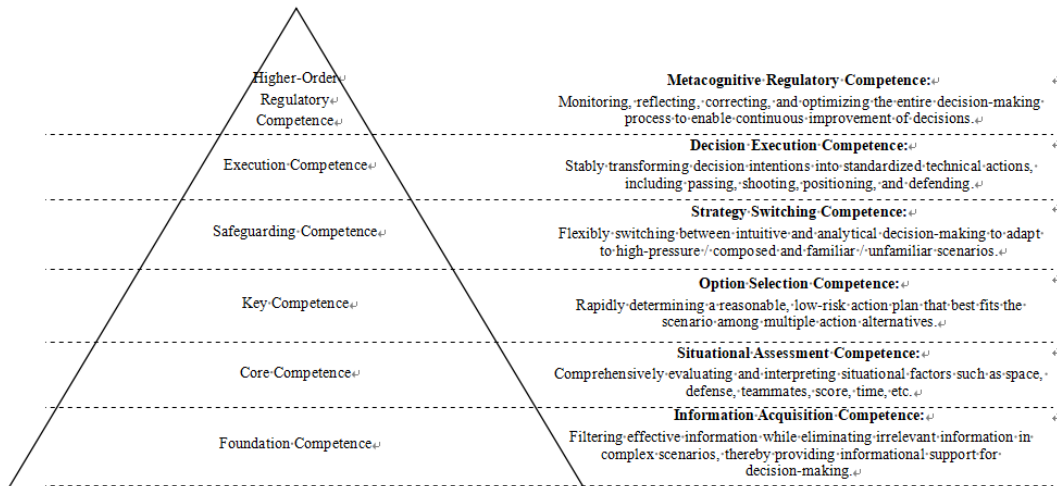 Higher-Order
Regulatory
Competence
Metacognitive Regulatory Competence:
Monitoring, reflecting, correcting, and optimizing the entire decision-making
process to enable continuous improvement of decisions.
Execution Competence
Decision Execution Competence:
Stably transforming decision intentions into standardized technical actions,
including passing, shooting, positioning, and defending.
Safeguarding Competence
Strategy Switching Competence:
Flexibly switching between intuitive and analytical decision-making to adapt
to high-pressure / composed and familiar / unfamiliar scenarios.
Key Competence
Option Selection Competence:
Rapidly determining a reasonable, low-risk action plan that best fits the
scenario among multiple action alternatives.
Core Competence
Situational Assessment Competence:
Comprehensively evaluating and interpreting situational factors such as space,
defense, teammates, score, time, etc.
Foundation Competence
Information Acquisition Competence:
Filtering effective information while eliminating irrelevant information in
complex scenarios, thereby providing informational support for
decision-making.